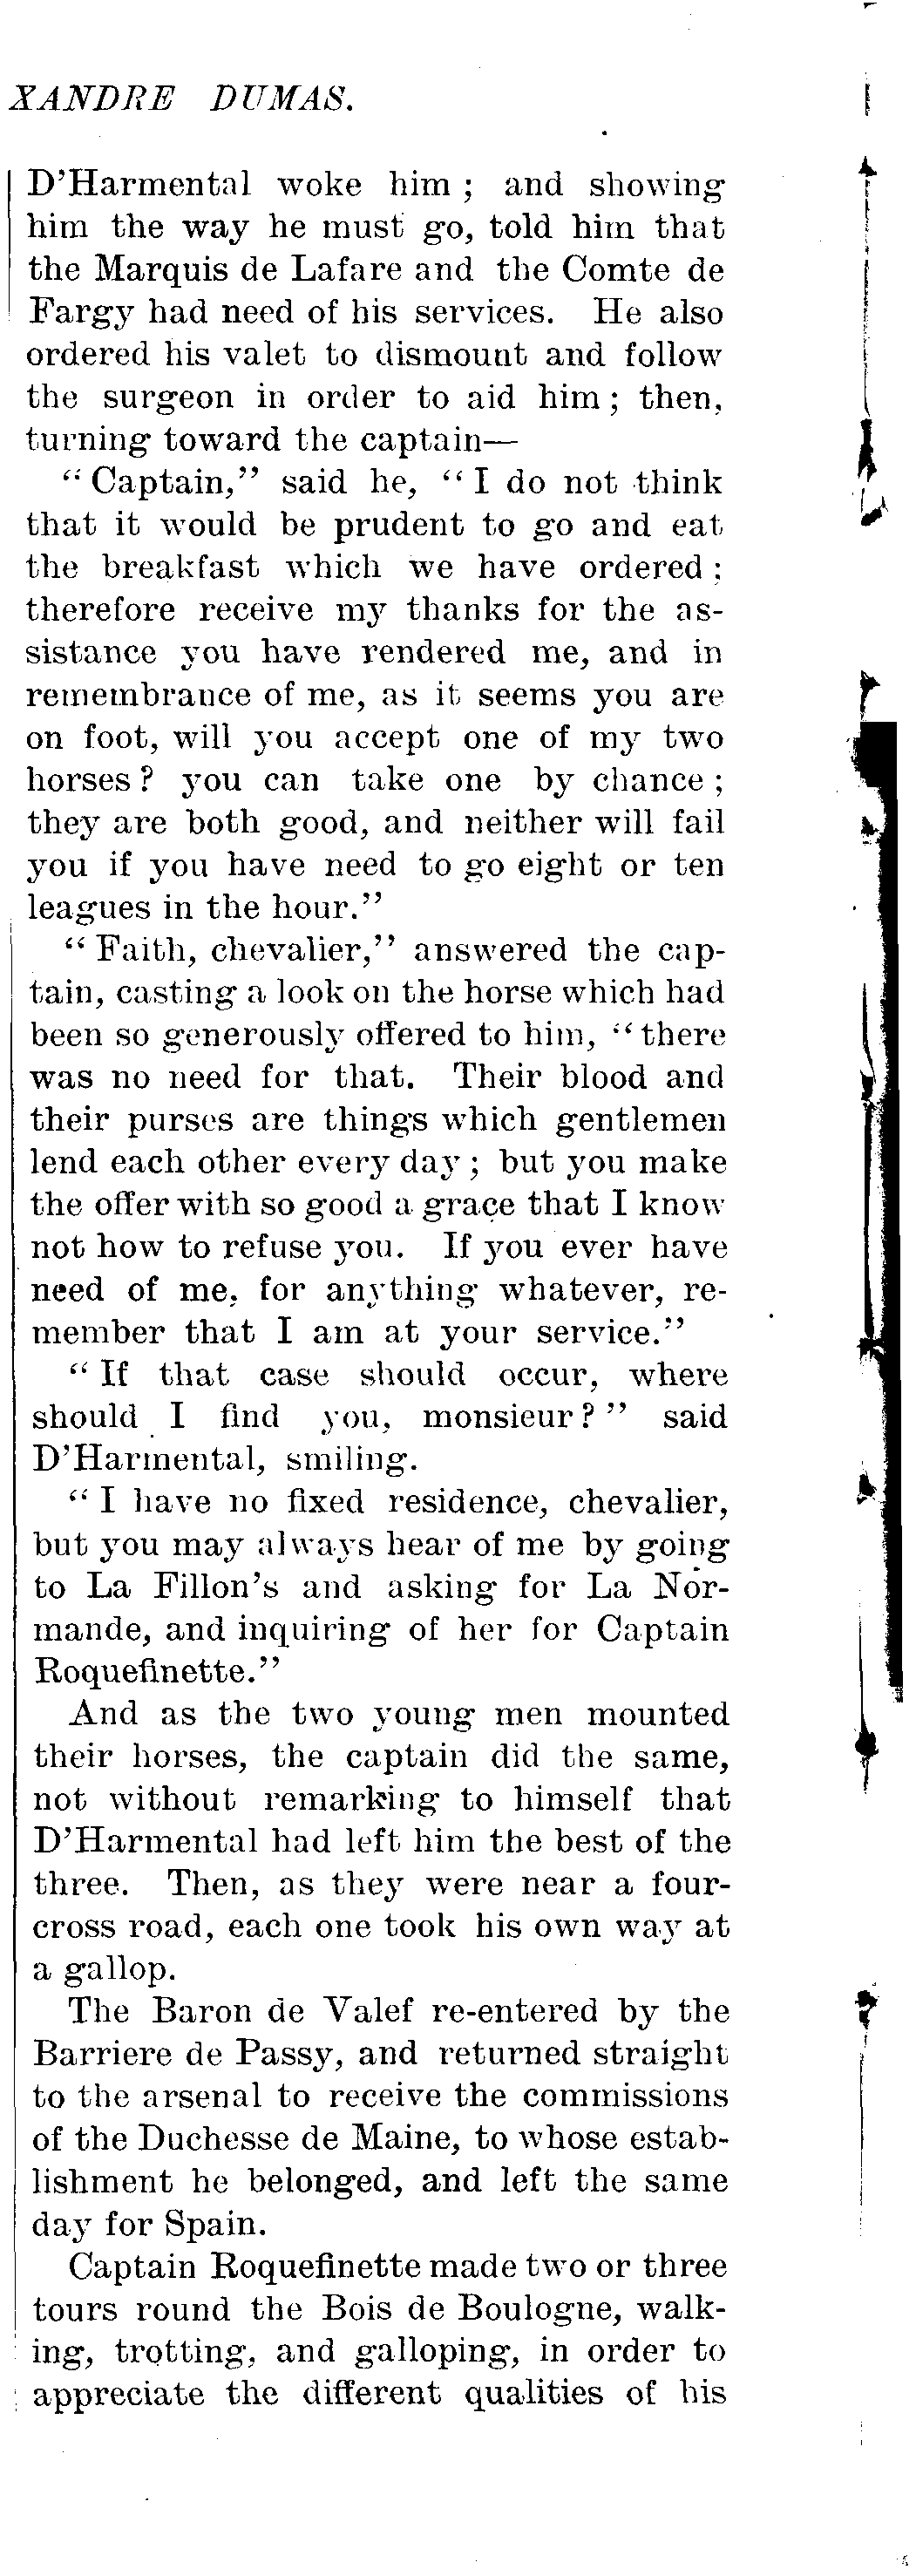 XANDRE DUMAS.
D'Harmental woke him ; and showing
him the way he must go, told him that
the Marquis de Lafare and the Comte de
Fargy had need of his services. He also
ordered his valet to dismount and follow
the surgeon in order to aid him ; then,
turning toward the captain—
“ Captain,” said he, “ I do not think
that it would be prudent to go and eat
the breakfast which we have ordered ;
therefore receive my thanks for the as-
sistance you have rendered me, and in
remembrance of me, as it seems you are
on foot, will you accept one of my two
horses ? you can take one by chance ;
they are both good, and neither will fail
you if you have need to go eight or ten
leagues in the hour.”
“ Faith, chevalier,” answered the cap-
tain, casting a look on the horse which had
been so generously offered to him, “ there
was no need for that. Their blood and
their purses are things which gentlemen
lend each other every day ; but you make
the offer with so good a grace that I know
not how to refuse you. If you ever have
need of me, for anything whatever, re-
member that I am at your service.”
“ If that case should occur, where
should I find you, monsieur ? ” said
D'Harmental, smiling.
“ I have no fixed residence, chevalier,
but you may always hear of me by going
to La Fillon's and asking for La Nor-
mande, and inquiring of her for Captain
Roquefinette.”
And as the two young men mounted
their horses, the captain did the same,
not without remarking to himself that
D'Harmental had left him the best of the
three. Then, as they were near a four-
cross road, each one took his own way at
a gallop.
The Baron de Valef re-entered by the
Barriere de Passy, and returned straight
to the arsenal to receive the commissions
of the Duchesse de Maine, to whose estab-
lishment he belonged, and left the same
day for Spain.
Captain Roquefinette made two or three
tours round the Bois de Boulogne, walk-
ing, trotting, and galloping, in order to
appreciate the different qualities of his